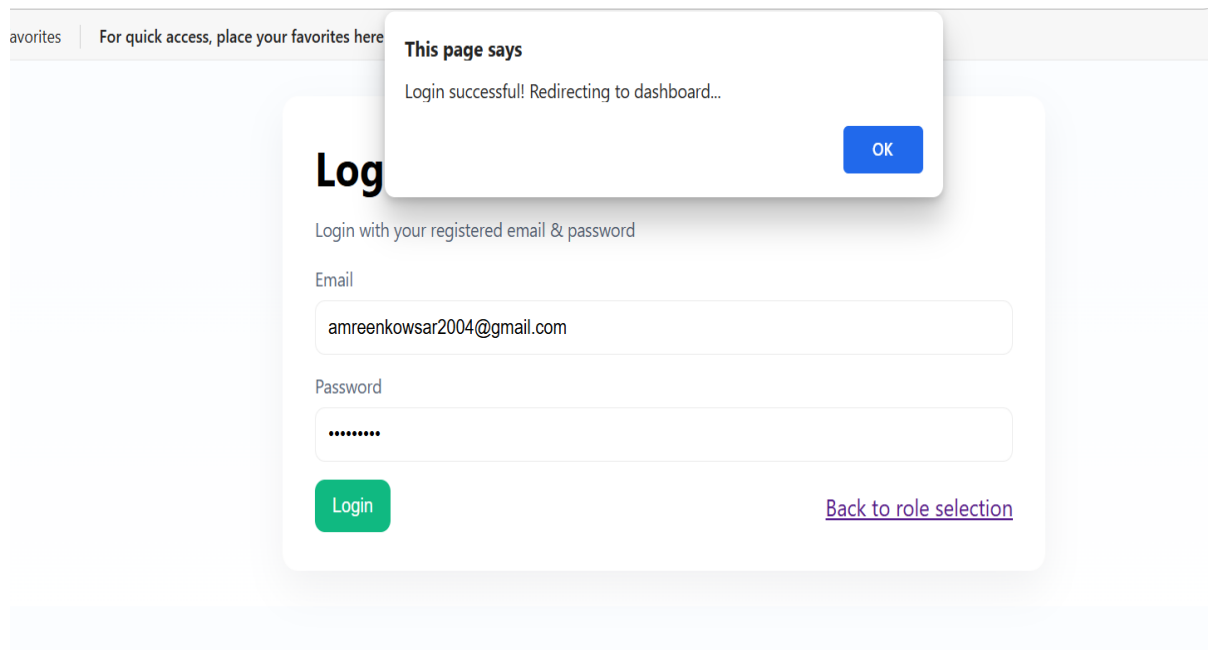 avorites For quick access, place your favorites here
This page says
Login successful! Redirecting to dashboard...
OK
Log
Login with your registered email & password
Email
amreenkowsar2004@gmail.com
Password
•••••••••
Login Back to role selection